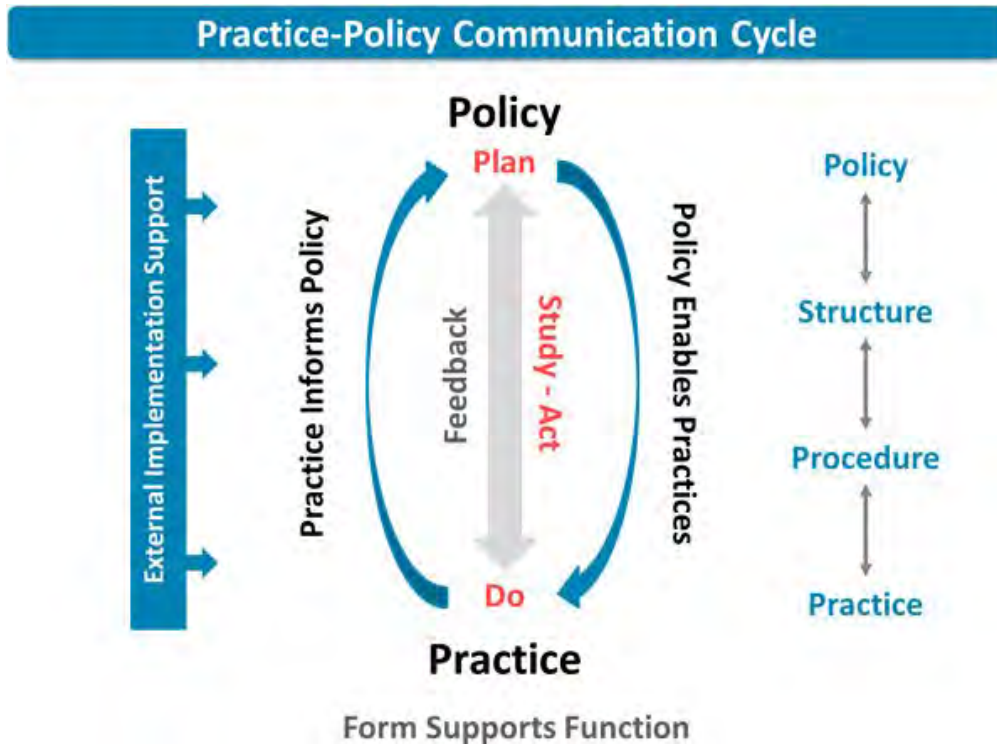 Practice-Policy Communication Cycle
External Implementation Support
Practice Informs Policy
Policy
Plan
Feedback
Study - Act
Do
Practice
Policy Enables Practices
Policy
Structure
Procedure
Practice
Form Supports Function